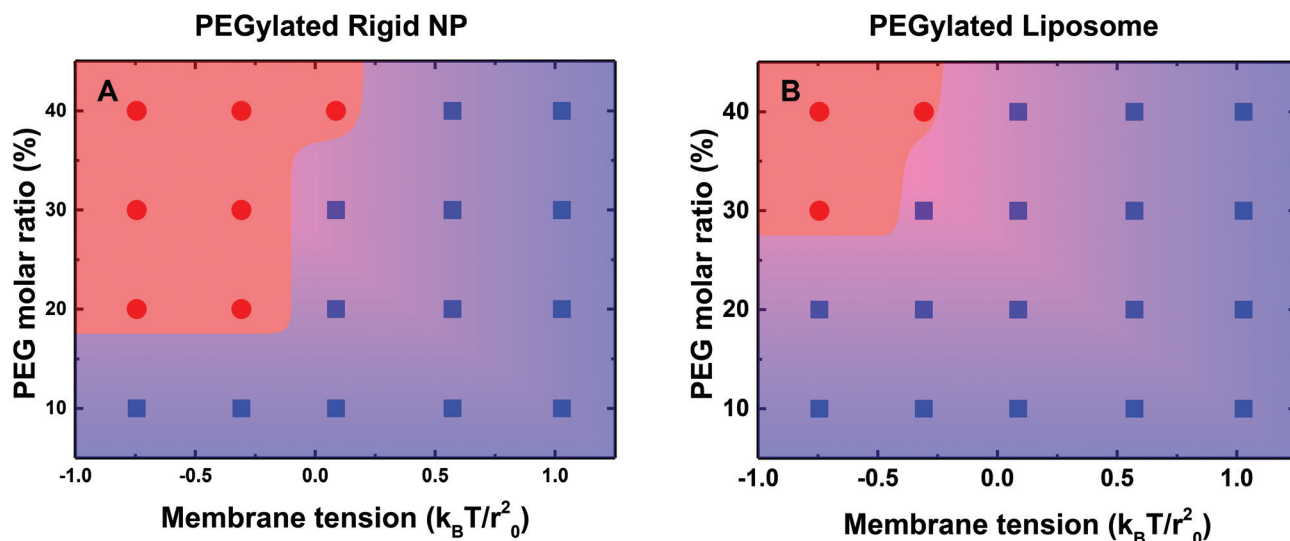 PEGylated Rigid NP
A
PEG molar ratio (%)
40
30
20
10
-1.0 -0.5 0.0 0.5 1.0
Membrane tension (k_BT/r²₀)
PEGylated Liposome
B
PEG molar ratio (%)
40
30
20
10
-1.0 -0.5 0.0 0.5 1.0
Membrane tension (k_BT/r²₀)